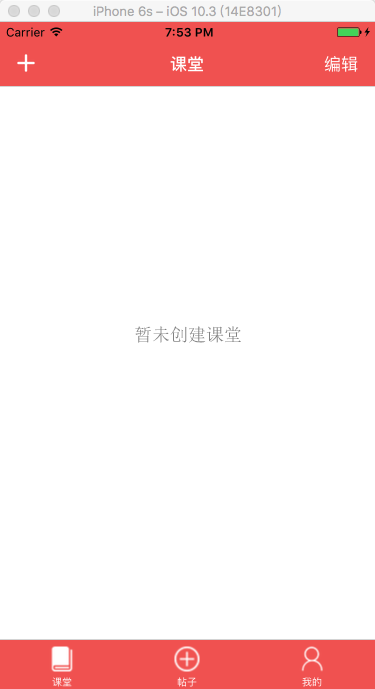 iPhone 6s – iOS 10.3 (14E8301)
Carrier 7:53 PM
课堂 编辑
暂未创建课堂
课堂 帖子 我的